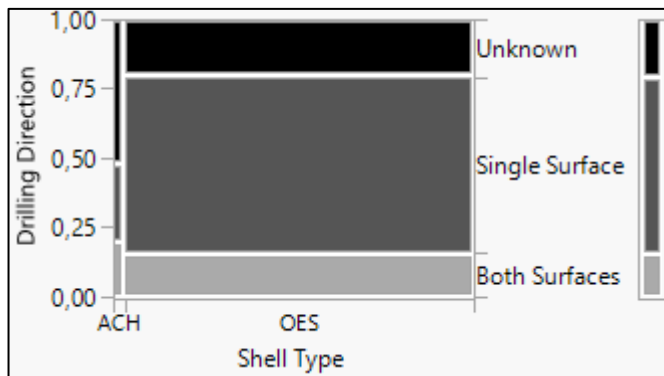 Drilling Direction
1,00
0,75
0,50
0,25
0,00
Unknown
Single Surface
Both Surfaces
ACH
OES
Shell Type